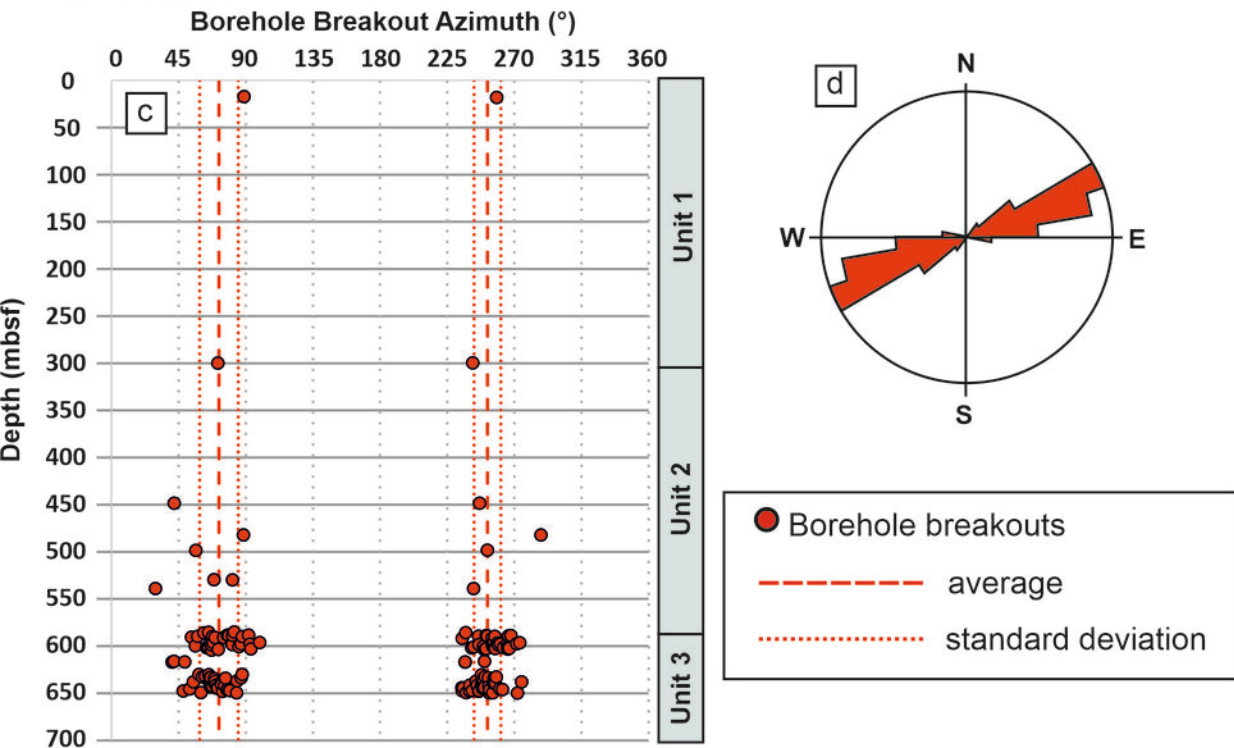 Borehole Breakout Azimuth (°)
0 45 90 135 180 225 270 315 360
Depth (mbsf)
0
50
100
150
200
250
300
350
400
450
500
550
600
650
700
c
Unit 1
Unit 2
Unit 3
d
N
W
E
S
Borehole breakouts
average
standard deviation